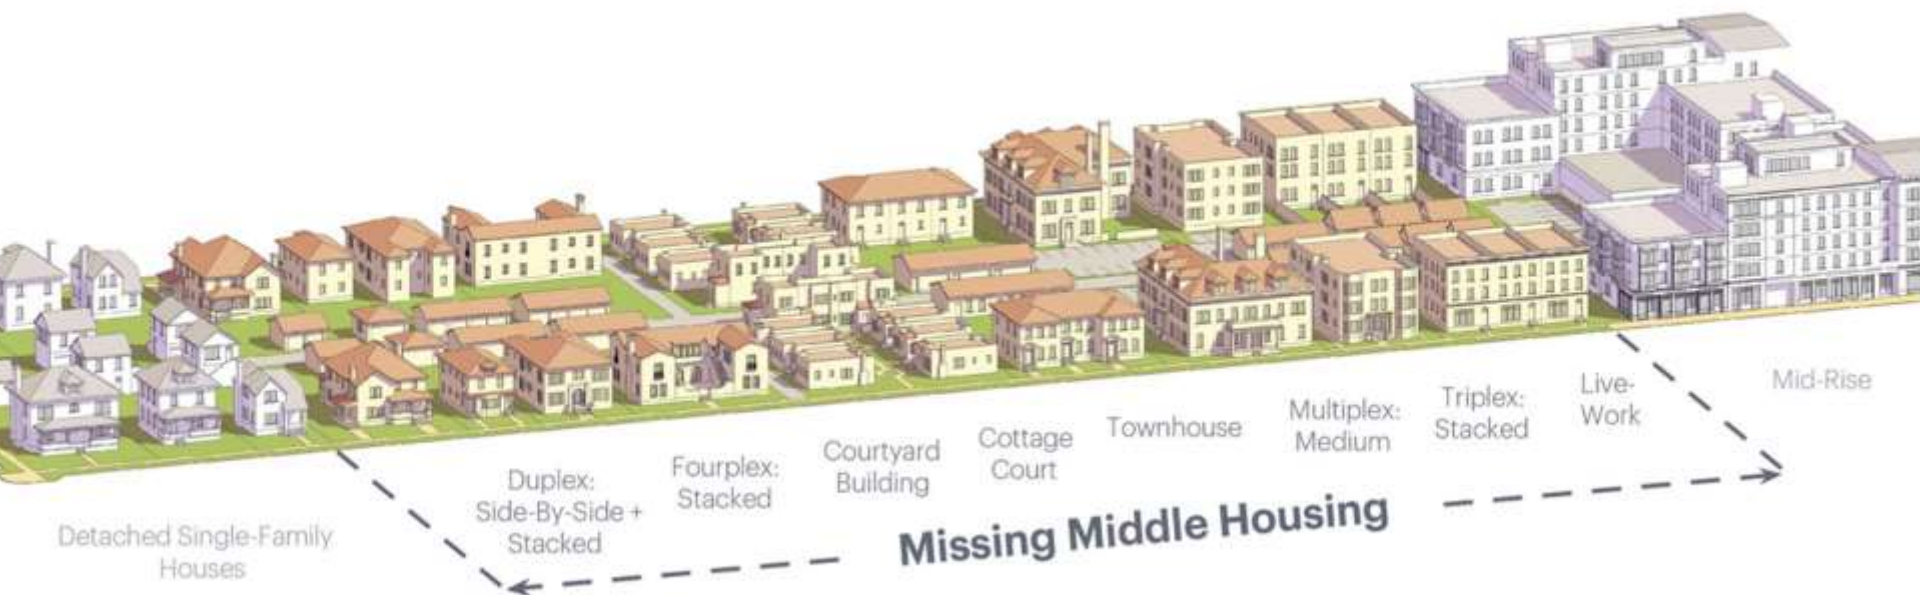 Detached Single-Family
Houses
Duplex:
Side-By-Side +
Stacked
Fourplex:
Stacked
Courtyard
Building
Cottage
Court
Townhouse
Multiplex:
Medium
Triplex:
Stacked
Live-
Work
Mid-Rise
Missing Middle Housing